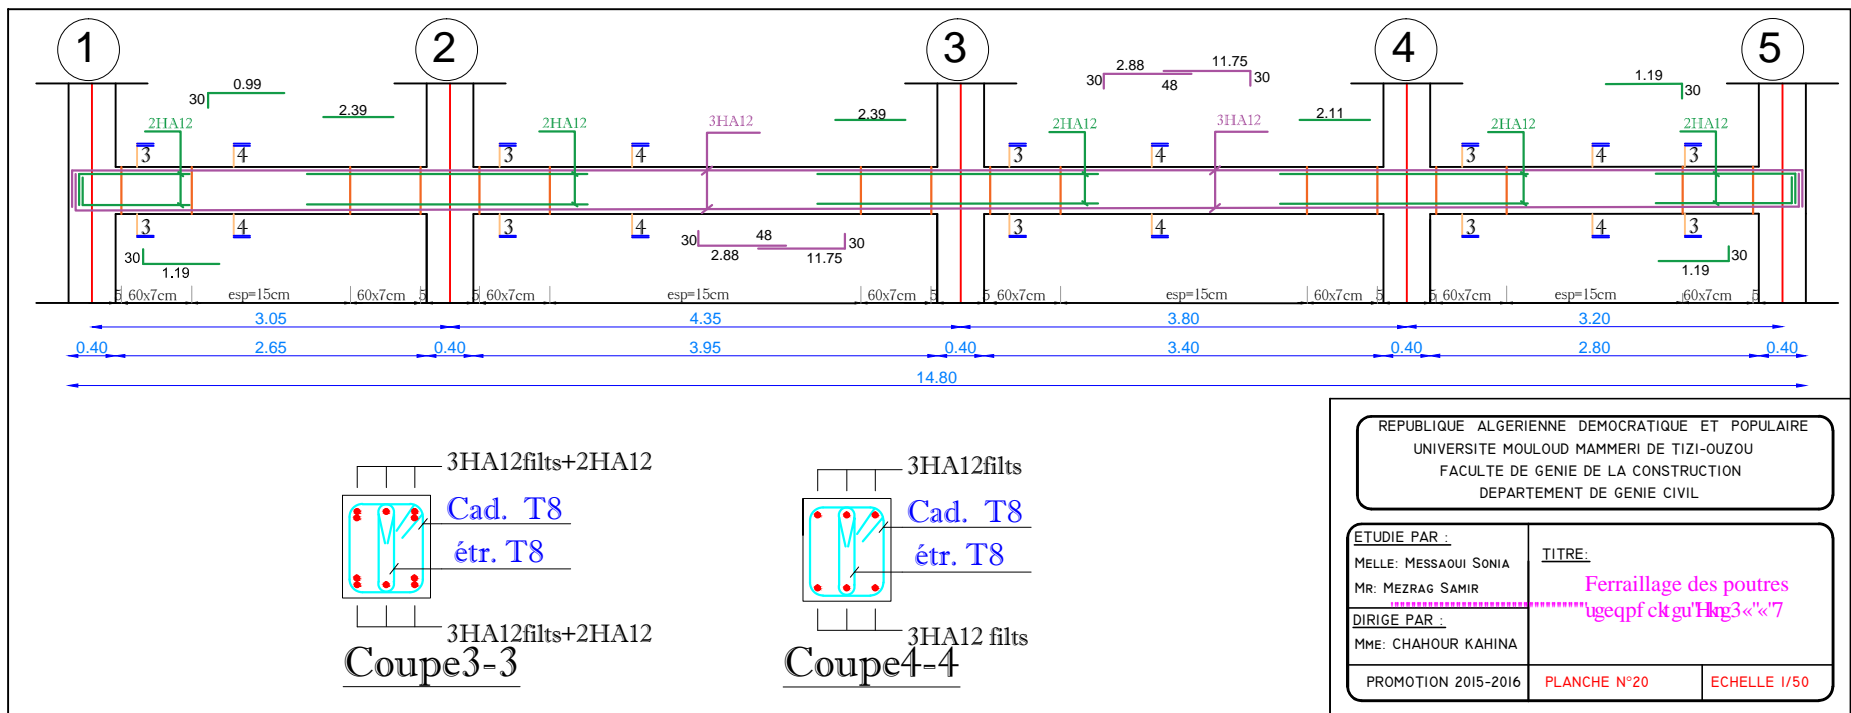 1 2 3 4 5
2.88 11.75
30 48 30
0.99
30
1.19
30
2.39
2.39
2.11
2HA12 2HA12 3HA12 2HA12 3HA12 2HA12 2HA12
3 4 3 4 3 4 3 4 3
3 4 3 4 3 4 3 4 3
30 48 30
2.88 11.75
30
1.19
30
1.19
5 60x7cm esp=15cm 60x7cm 5 5 60x7cm esp=15cm 60x7cm 5 5 60x7cm esp=15cm 60x7cm 5 5 60x7cm esp=15cm 60x7cm 5
3.05 4.35 3.80 3.20
0.40 2.65 0.40 3.95 0.40 3.40 0.40 2.80 0.40
14.80
3HA12filts+2HA12
Cad. T8
étr. T8
3HA12filts+2HA12
Coupe3-3
3HA12filts
Cad. T8
étr. T8
3HA12 filts
Coupe4-4
REPUBLIQUE ALGERIENNE DEMOCRATIQUE ET POPULAIRE
UNIVERSITE MOULOUD MAMMERI DE TIZI-OUZOU
FACULTE DE GENIE DE LA CONSTRUCTION
DEPARTEMENT DE GENIE CIVIL
ETUDIE PAR :
MELLE: MESSAOUI SONIA
MR: MEZRAG SAMIR
DIRIGE PAR :
MME: CHAHOUR KAHINA
TITRE:
Ferraillage des poutres
PROMOTION 2015-2016
PLANCHE N°20
ECHELLE 1/50